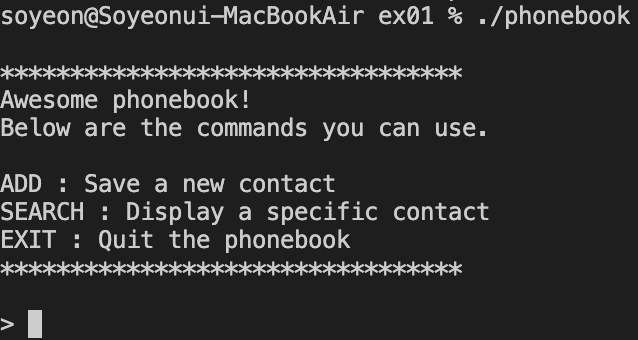 soyeon@Soyeonui-MacBookAir ex01 % ./phonebook
*********************************
Awesome phonebook!
Below are the commands you can use.
ADD : Save a new contact
SEARCH : Display a specific contact
EXIT : Quit the phonebook
*********************************
>